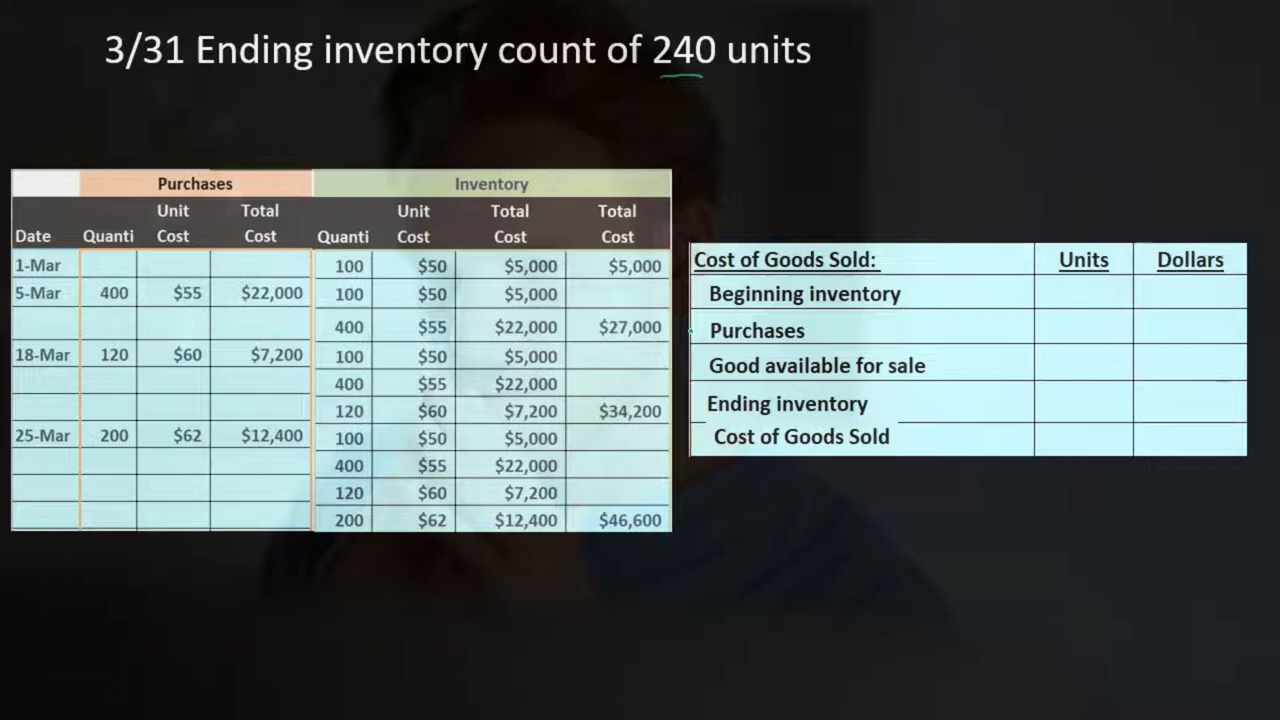 3/31 Ending inventory count of 240 units
Purchases Inventory
Unit Total Unit Total Total
Date Quanti Cost Cost Quanti Cost Cost Cost
1-Mar 100 $50 $5,000 $5,000
5-Mar 400 $55 $22,000 100 $50 $5,000
400 $55 $22,000 $27,000
18-Mar 120 $60 $7,200 100 $50 $5,000
400 $55 $22,000
120 $60 $7,200 $34,200
25-Mar 200 $62 $12,400 100 $50 $5,000
400 $55 $22,000
120 $60 $7,200
200 $62 $12,400 $46,600
Cost of Goods Sold: Units Dollars
Beginning inventory
Purchases
Good available for sale
Ending inventory
Cost of Goods Sold